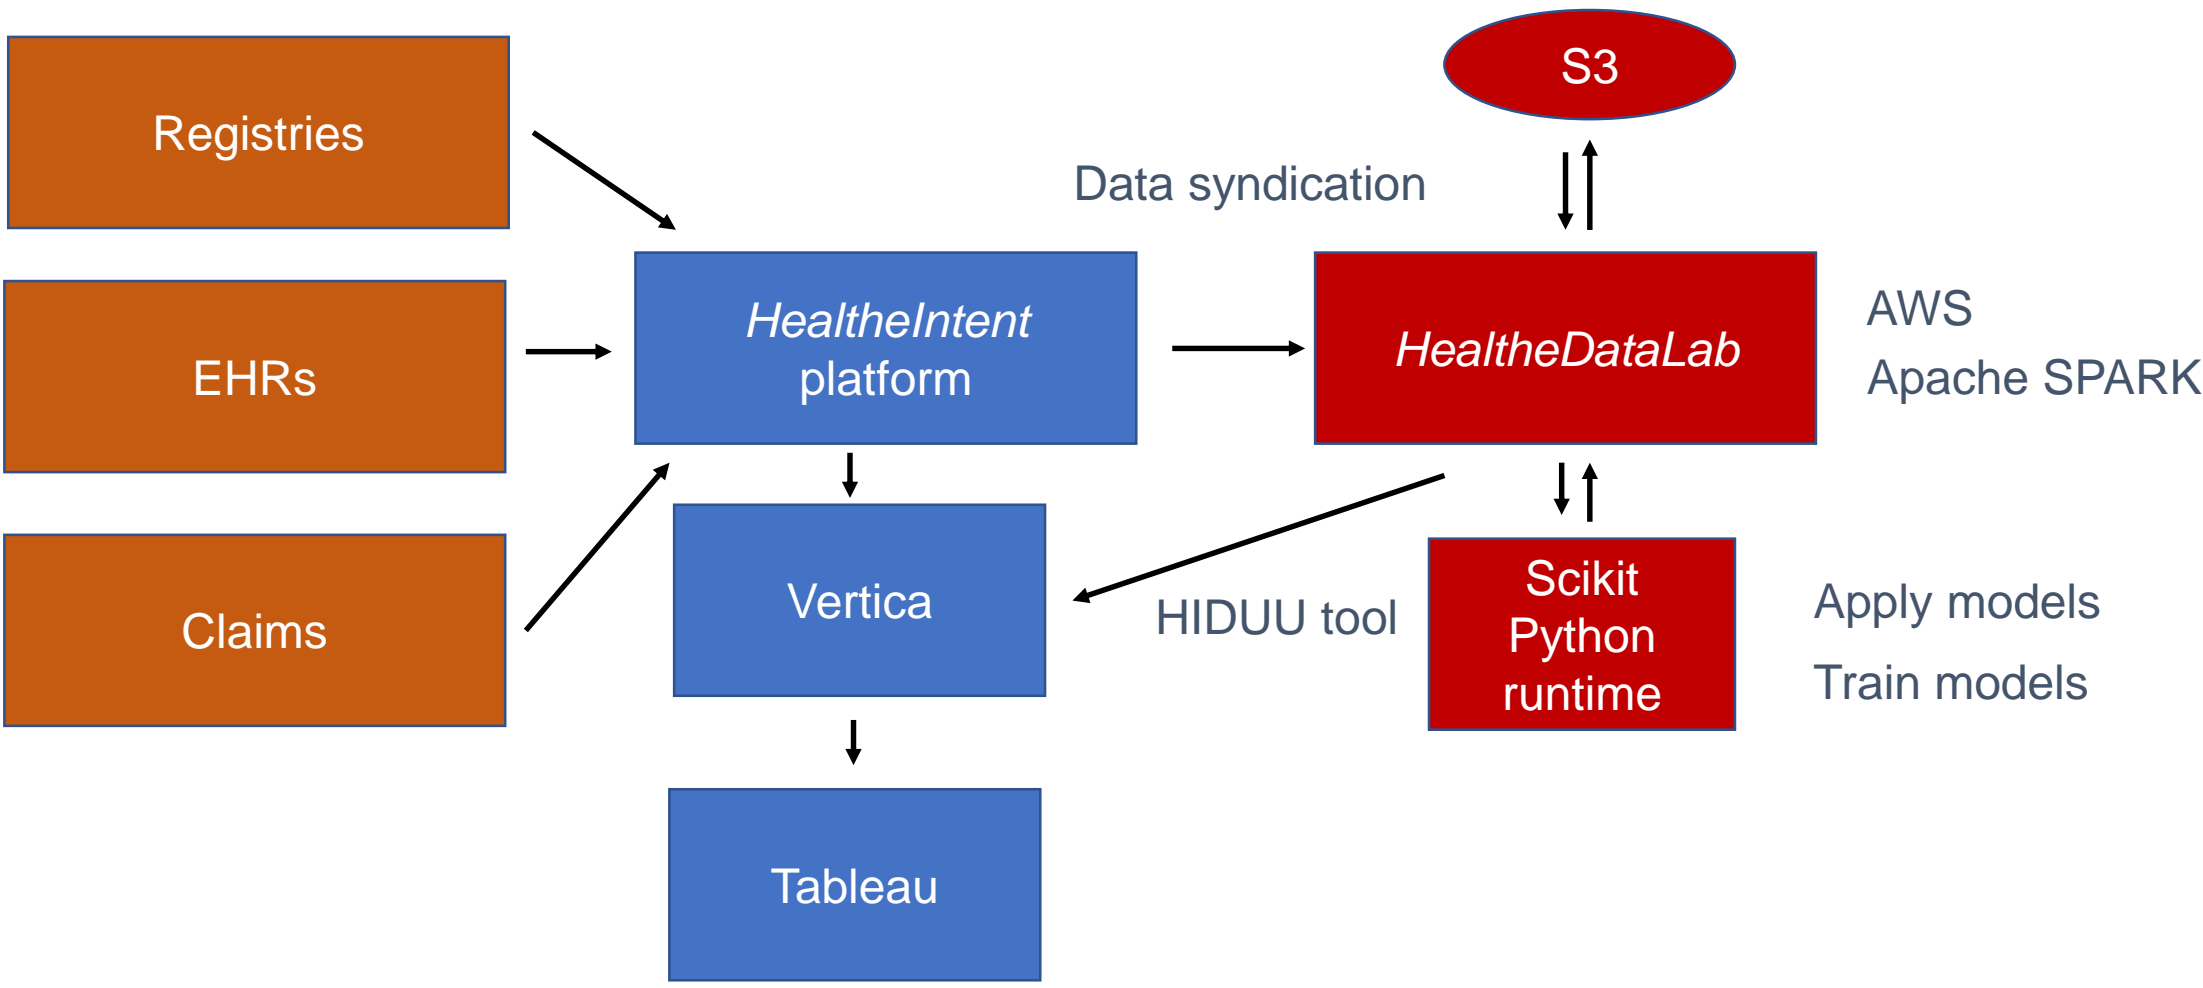 Registries
EHRs
Claims
HealtheIntent
platform
Vertica
Tableau
Data syndication
S3
HealtheDataLab
AWS
Apache SPARK
HIDUU tool
Scikit
Python
runtime
Apply models
Train models